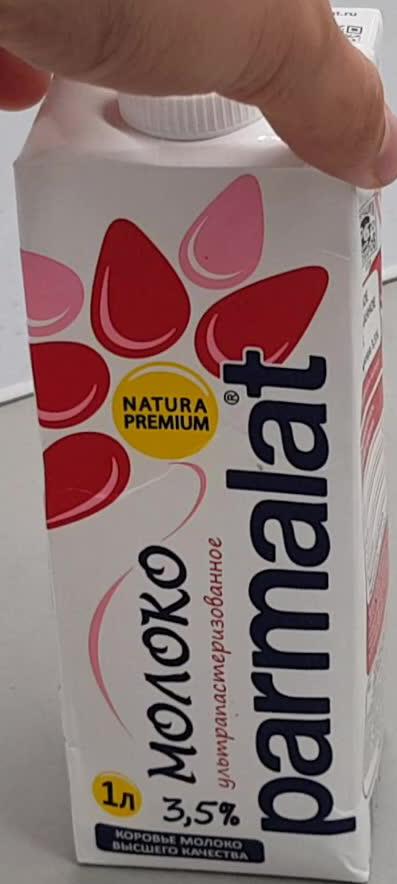 NATURA
PREMIUM
parmalat®
МОЛОКО
ультрапастеризованное
1л
3,5%
КОРОВЬЕ МОЛОКО
ВЫСШЕГО КАЧЕСТВА